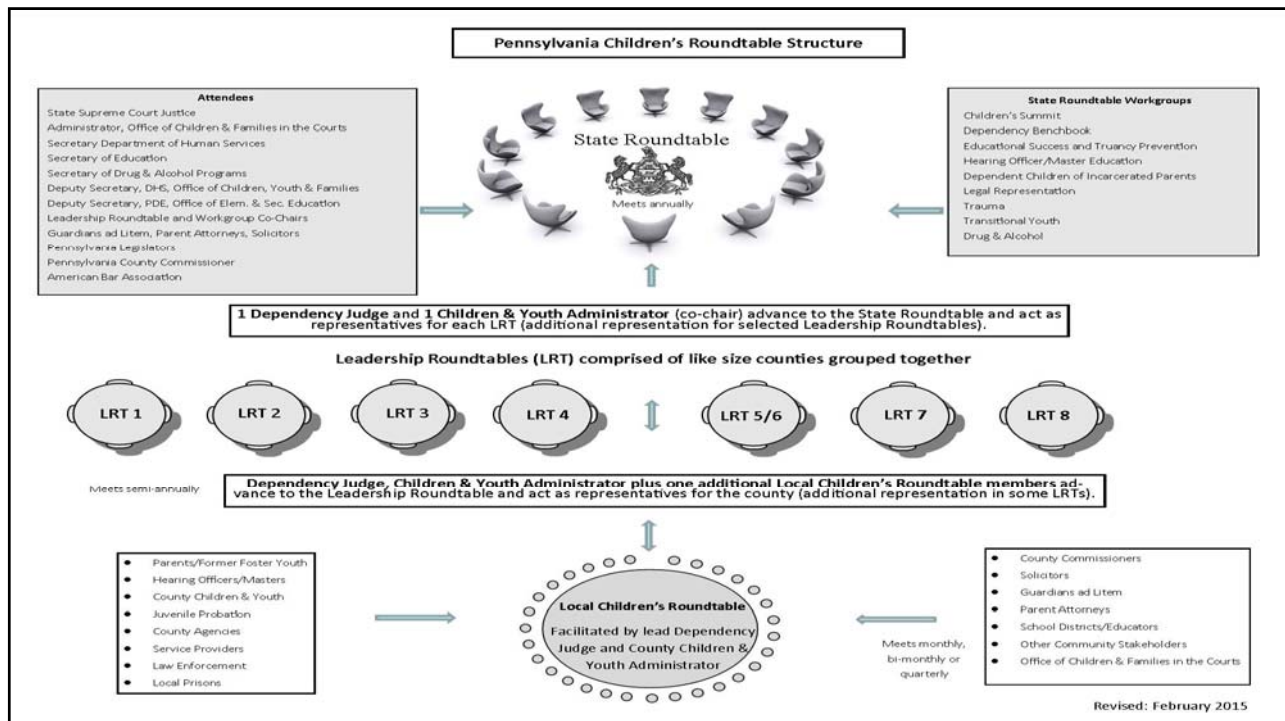 Pennsylvania Children's Roundtable Structure
Attendees
State Supreme Court Justice
Administrator, Office of Children & Families in the Courts
Secretary Department of Human Services
Secretary of Education
Secretary of Drug & Alcohol Programs
Deputy Secretary, DHS, Office of Children, Youth & Families
Deputy Secretary, PDE, Office of Elem. & Sec. Education
Leadership Roundtable and Workgroup Co-Chairs
Guardians ad Litem, Parent Attorneys, Solicitors
Pennsylvania Legislators
Pennsylvania County Commissioner
American Bar Association
State Roundtable
Meets annually
State Roundtable Workgroups
Children's Summit
Dependency Benchbook
Educational Success and Truancy Prevention
Hearing Officer/Master Education
Dependent Children of Incarcerated Parents
Legal Representation
Trauma
Transitional Youth
Drug & Alcohol
1 Dependency Judge and 1 Children & Youth Administrator (co-chair) advance to the State Roundtable and act as
representatives for each LRT (additional representation for selected Leadership Roundtables).
Leadership Roundtables (LRT) comprised of like size counties grouped together
LRT 1
LRT 2
LRT 3
LRT 4
LRT 5/6
LRT 7
LRT 8
Meets semi-annually
Dependency Judge, Children & Youth Administrator plus one additional Local Children's Roundtable members ad-
vance to the Leadership Roundtable and act as representatives for the county (additional representation in some LRTs).
• Parents/Former Foster Youth
• Hearing Officers/Masters
• County Children & Youth
• Juvenile Probation
• County Agencies
• Service Providers
• Law Enforcement
• Local Prisons
Local Children's Roundtable
Facilitated by lead Dependency
Judge and County Children &
Youth Administrator
Meets monthly,
bi-monthly or
quarterly
• County Commissioners
• Solicitors
• Guardians ad Litem
• Parent Attorneys
• School Districts/Educators
• Other Community Stakeholders
• Office of Children & Families in the Courts
Revised: February 2015